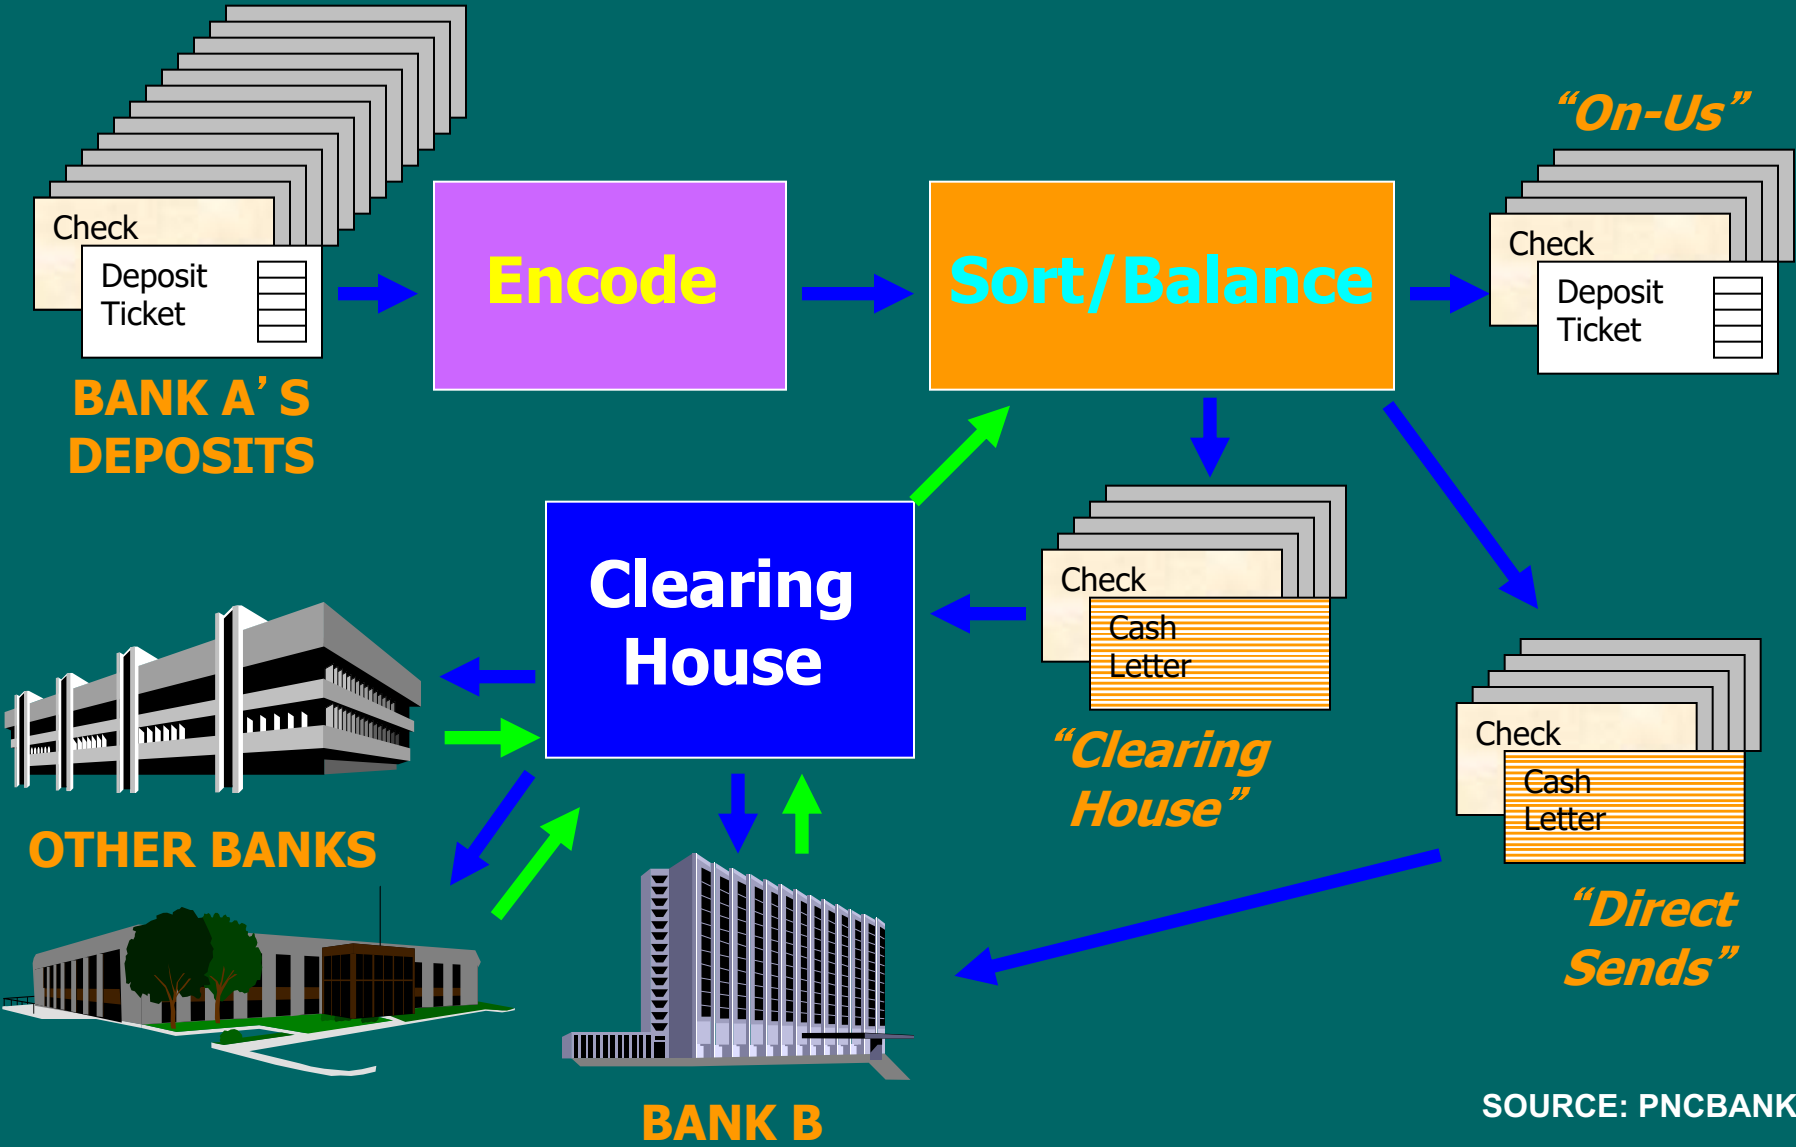 “On-Us”
Check
Deposit
Ticket
BANK A’S
DEPOSITS
Encode
Sort/Balance
Check
Deposit
Ticket
Clearing
House
Check
Cash
Letter
“Clearing
House”
Check
Cash
Letter
“Direct
Sends”
OTHER BANKS
BANK B
SOURCE: PNCBANK